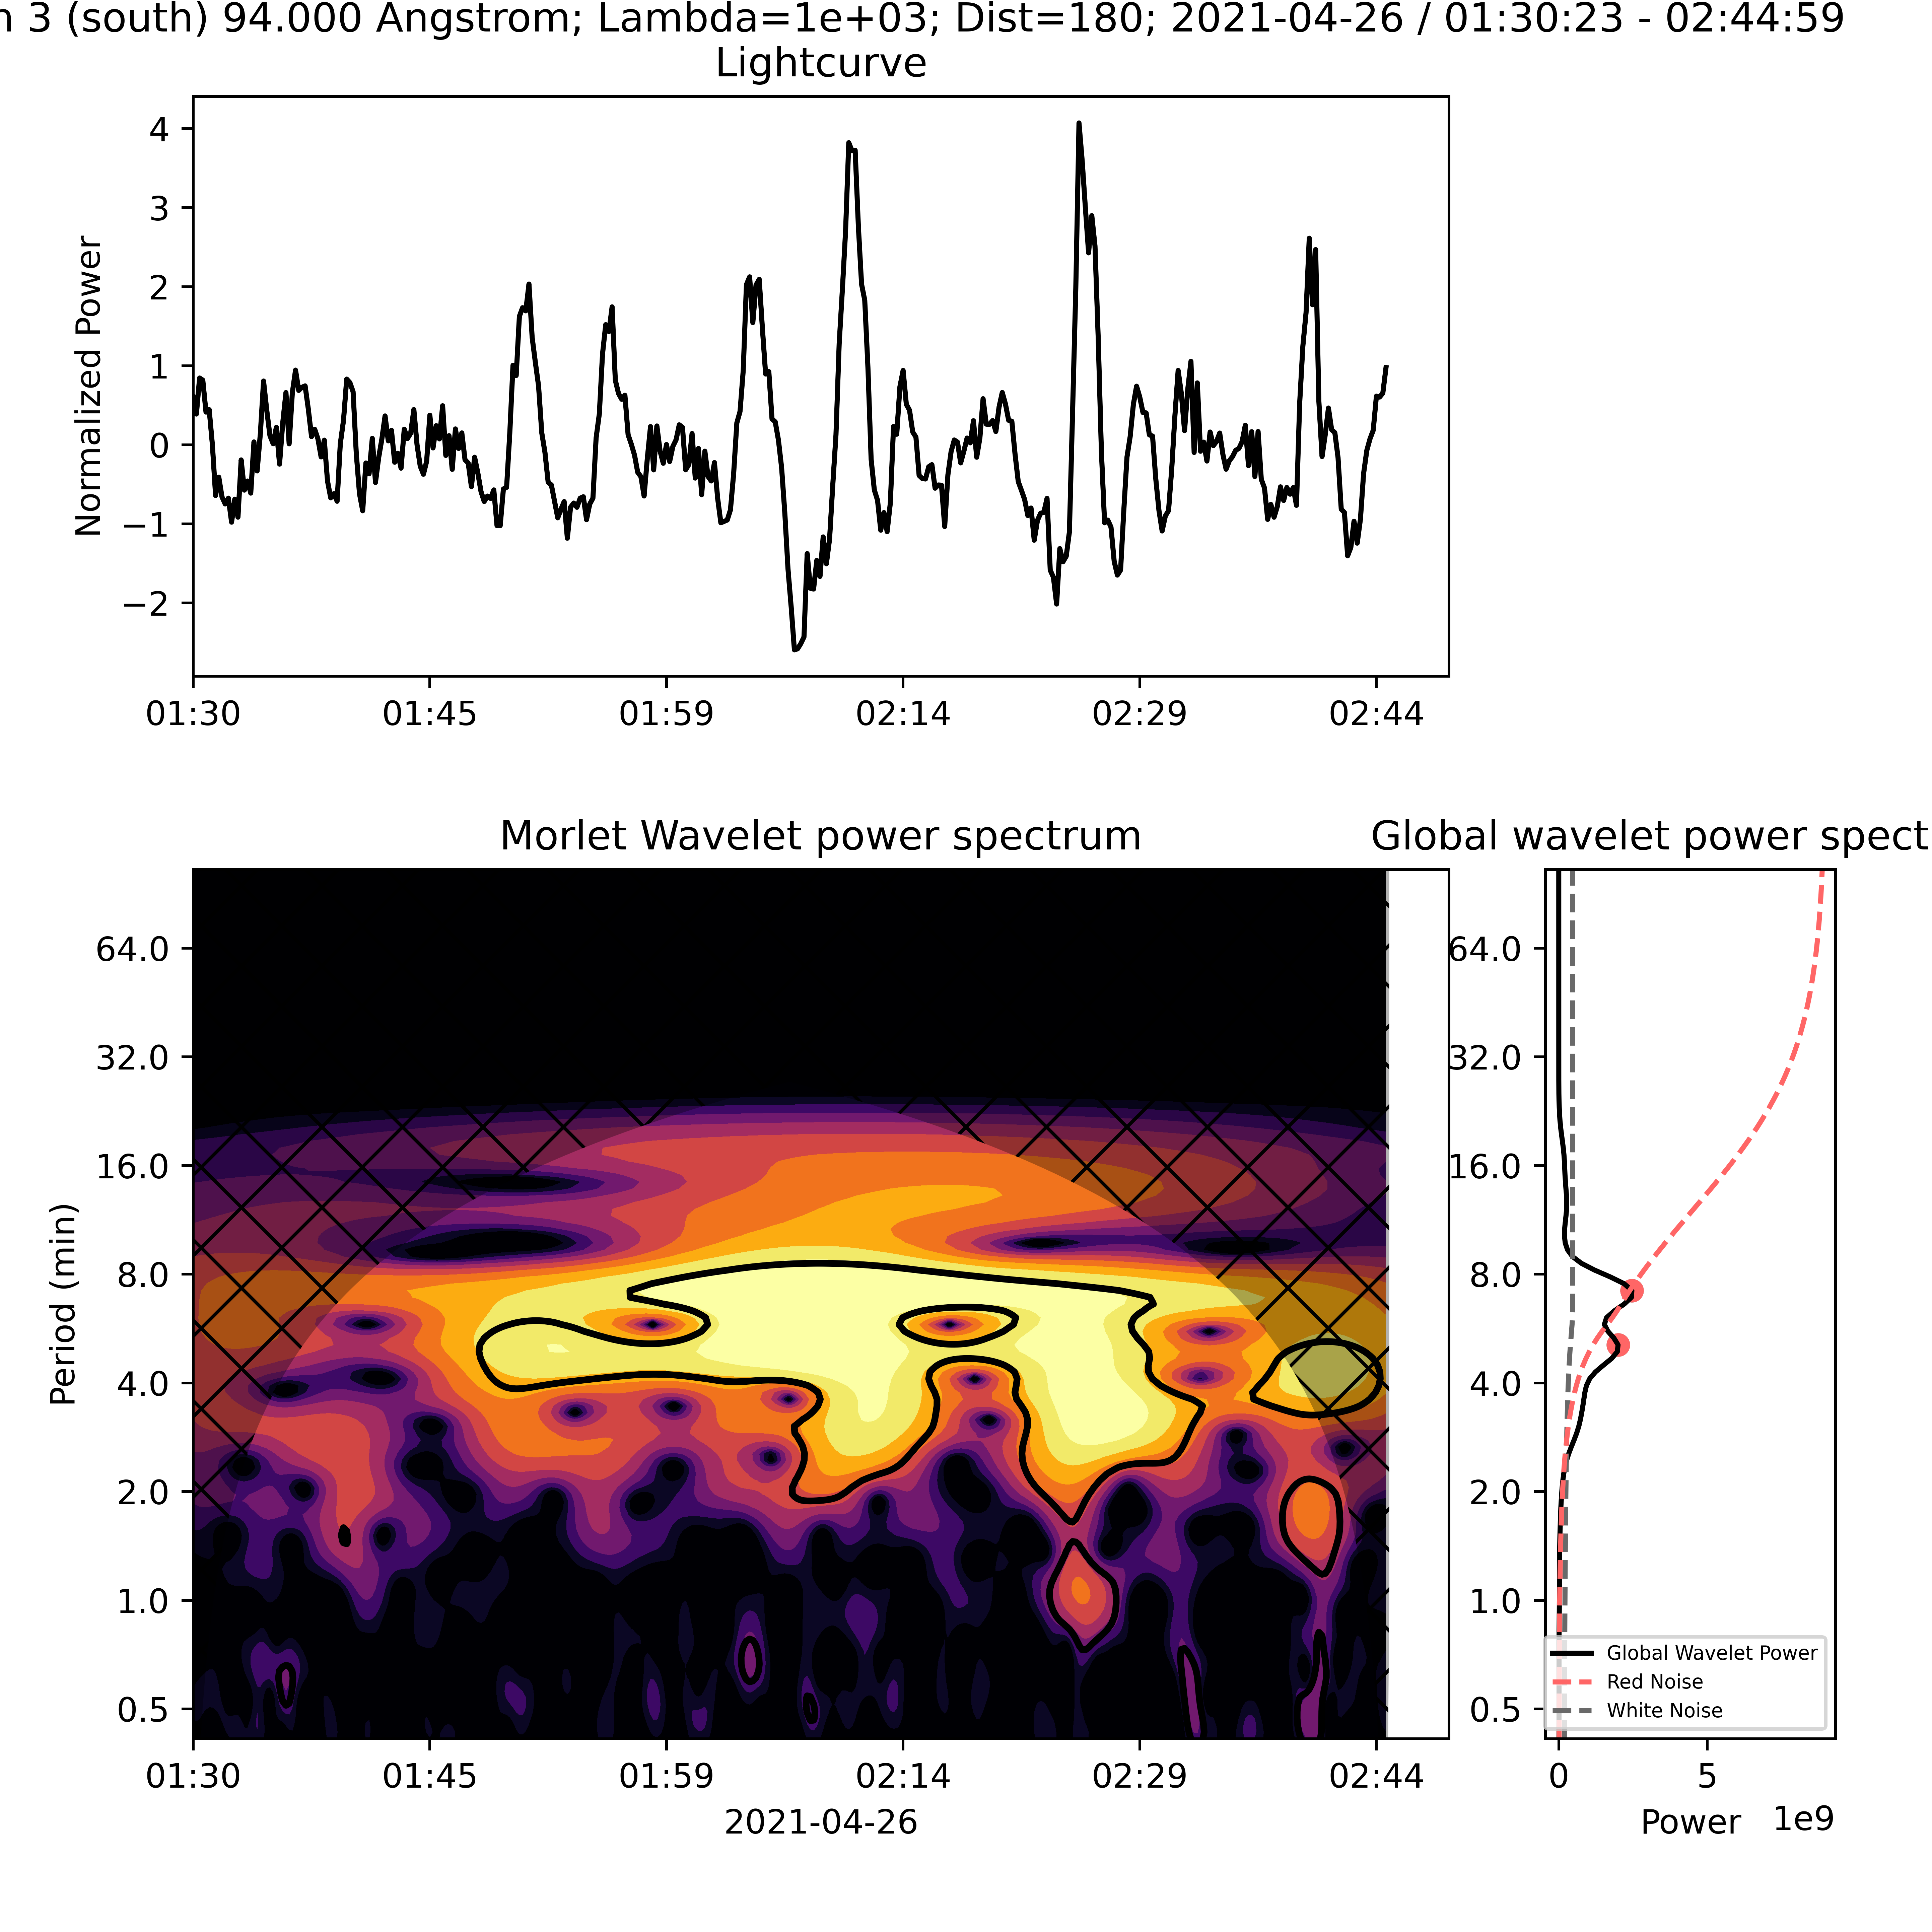 3 (south) 94.000 Angstrom; Lambda=1e+03; Dist=180; 2021-04-26 / 01:30:23 - 02:44:59
Lightcurve
Normalized Power
4
3
2
1
0
−1
−2
01:30 01:45 01:59 02:14 02:29 02:44
Morlet Wavelet power spectrum
Period (min)
64.0
32.0
16.0
8.0
4.0
2.0
1.0
0.5
01:30 01:45 01:59 02:14 02:29 02:44
2021-04-26
Global wavelet power spect
64.0
32.0
16.0
8.0
4.0
2.0
1.0
0.5
Global Wavelet Power
Red Noise
White Noise
0 5
Power 1e9